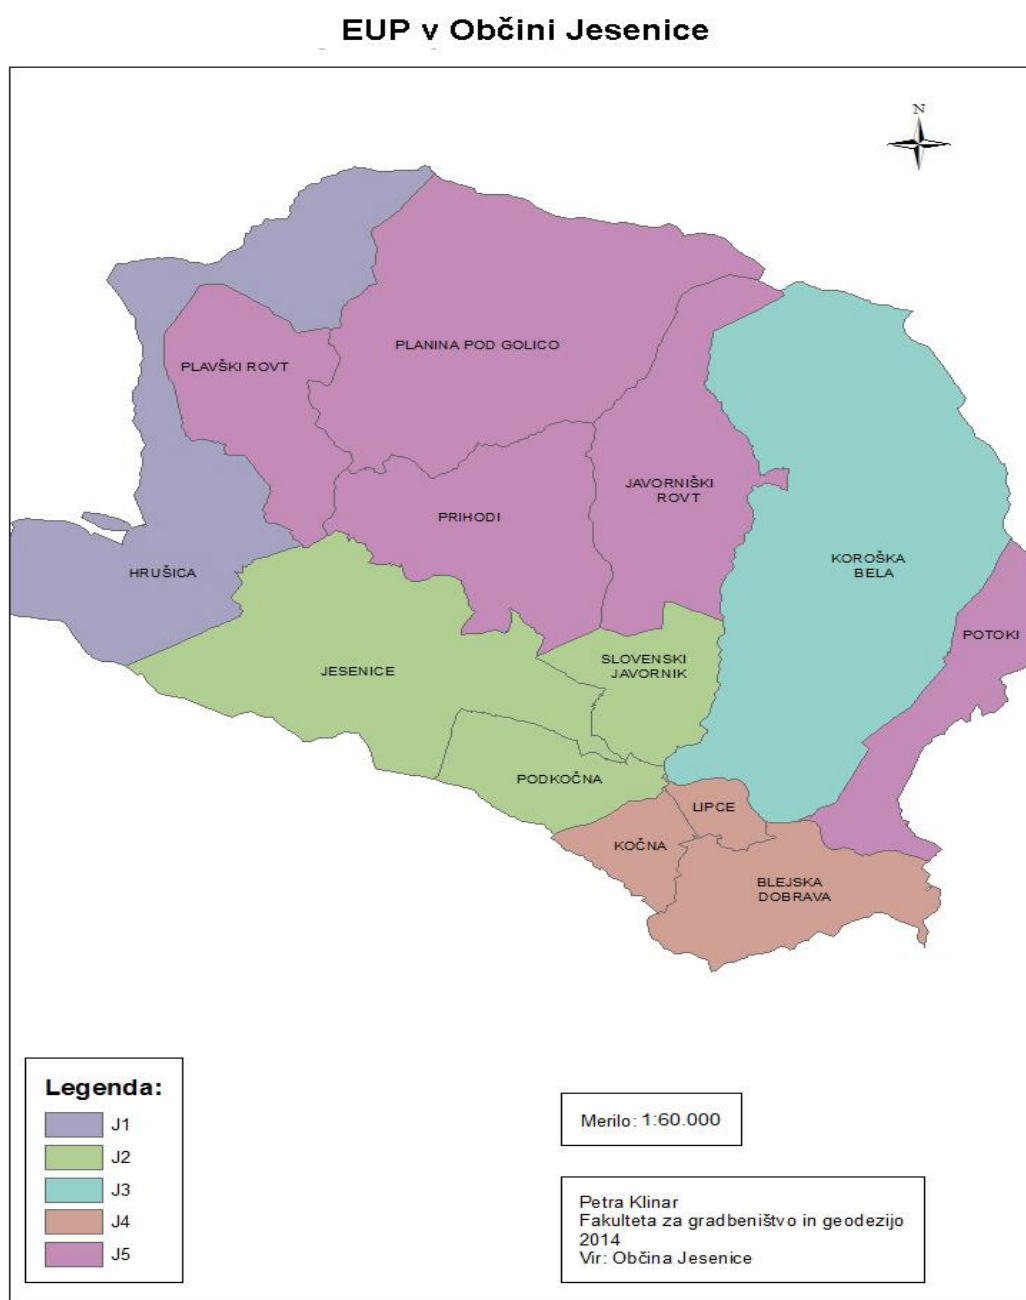 EUP v Občini Jesenice
N
PLANINA POD GOLICO
PLAVŠKI ROVT
JAVORNIŠKI
ROVT
PRIHODI
KOROŠKA
BELA
HRUŠICA
POTOKI
SLOVENSKI
JAVORNIK
JESENICE
PODKOČNA
LIPCE
KOČNA
BLEJSKA
DOBRAVA
Legenda:
J1
J2
J3
J4
J5
Merilo: 1:60.000
Petra Klinar
Fakulteta za gradbeništvo in geodezijo
2014
Vir: Občina Jesenice